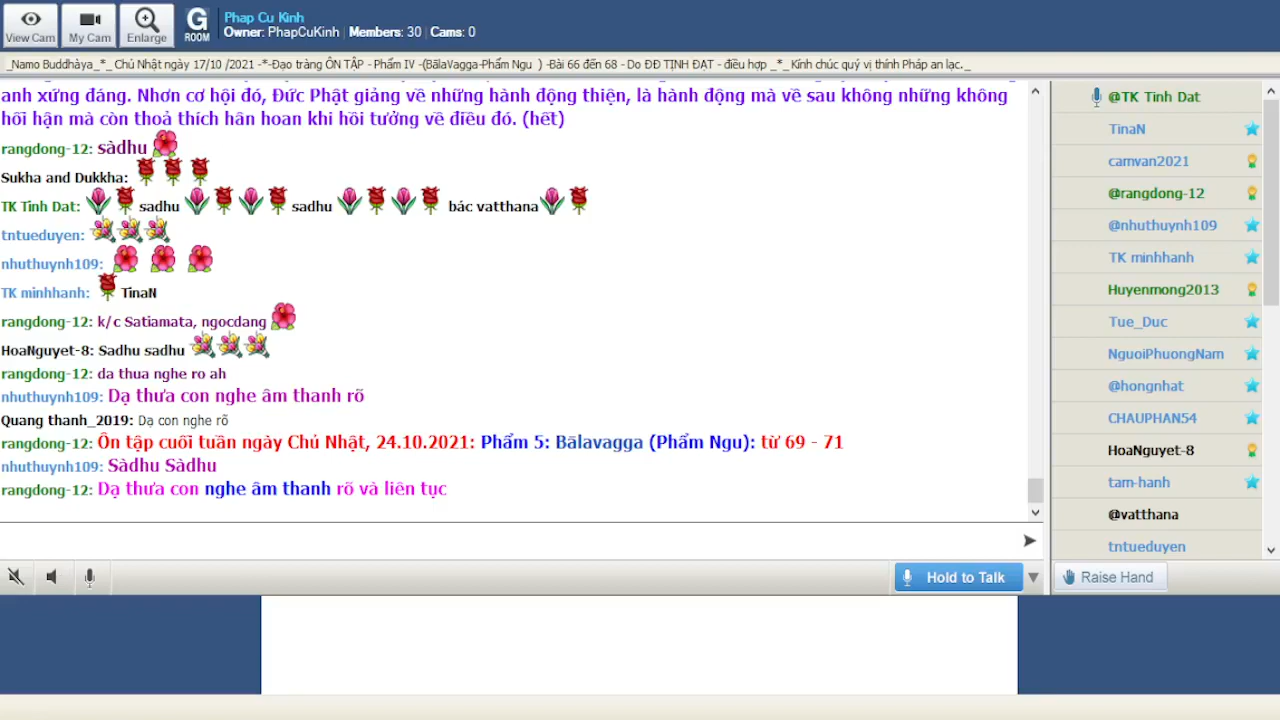 View Cam
My Cam
Enlarge
G
ROOM
Phap Cu Kinh
Owner: PhapCuKinh | Members: 30 | Cams: 0
_Namo Buddhàya_*_ Chủ Nhật ngày 17/10 /2021 -*-Đạo tràng ÔN TẬP - Phẩm IV -(BālaVagga-Phẩm Ngu ) -Bài 66 đến 68 - Do ĐĐ TỊNH ĐẠT - điều hợp _*_Kính chúc quý vị thính Pháp an lạc._
anh xứng đáng. Nhơn cơ hội đó, Đức Phật giảng về những hành động thiện, là hành động mà về sau không những không
hối hận mà còn thoả thích hân hoan khi hồi tưởng về điều đó. (hết)
rangdong-12: sàdhu
Sukha and Dukkha:
TK Tinh Dat: sadhu sadhu bác vatthana
tntueduyen:
nhuthuynh109:
TK minhhanh: TinaN
rangdong-12: k/c Satiamata, ngocdang
HoaNguyet-8: Sadhu sadhu
rangdong-12: da thua nghe ro ah
nhuthuynh109: Dạ thưa con nghe âm thanh rõ
Quang thanh_2019: Dạ con nghe rõ
rangdong-12: Ôn tập cuối tuần ngày Chủ Nhật, 24.10.2021: Phẩm 5: Bālavagga (Phẩm Ngu): từ 69 - 71
nhuthuynh109: Sàdhu Sàdhu
rangdong-12: Dạ thưa con nghe âm thanh rõ và liên tục
Hold to Talk
@TK Tinh Dat
TinaN
camvan2021
@rangdong-12
@nhuthuynh109
TK minhhanh
Huyenmong2013
Tue_Duc
NguoiPhuongNam
@hongnhat
CHAUPHAN54
HoaNguyet-8
tam-hanh
@vatthana
tntueduyen
Raise Hand